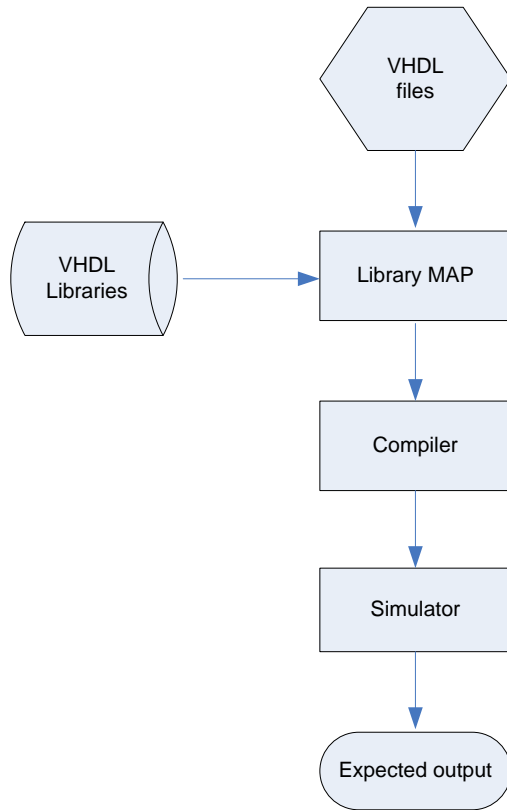 VHDL
files
VHDL
Libraries
Library MAP
Compiler
Simulator
Expected output